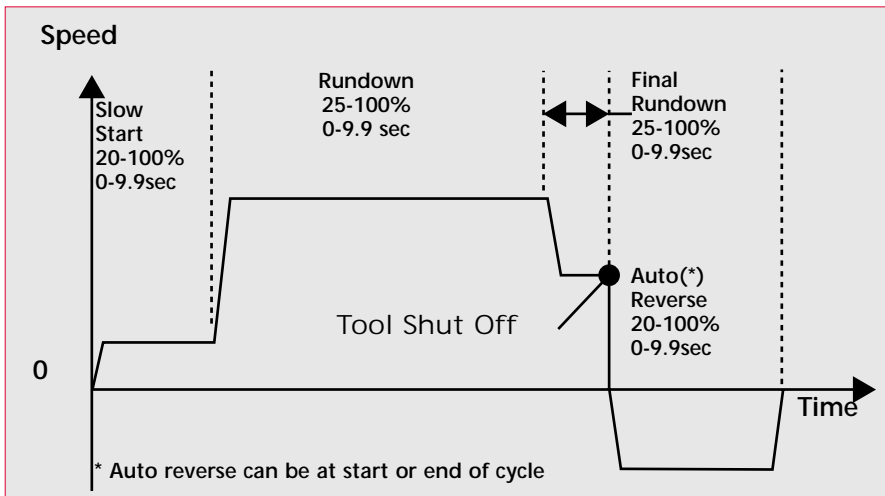 Speed
Slow
Start
20-100%
0-9.9sec
Rundown
25-100%
0-9.9 sec
Final
Rundown
25-100%
0-9.9sec
Auto(*)
Reverse
20-100%
0-9.9sec
Tool Shut Off
0
Time
* Auto reverse can be at start or end of cycle